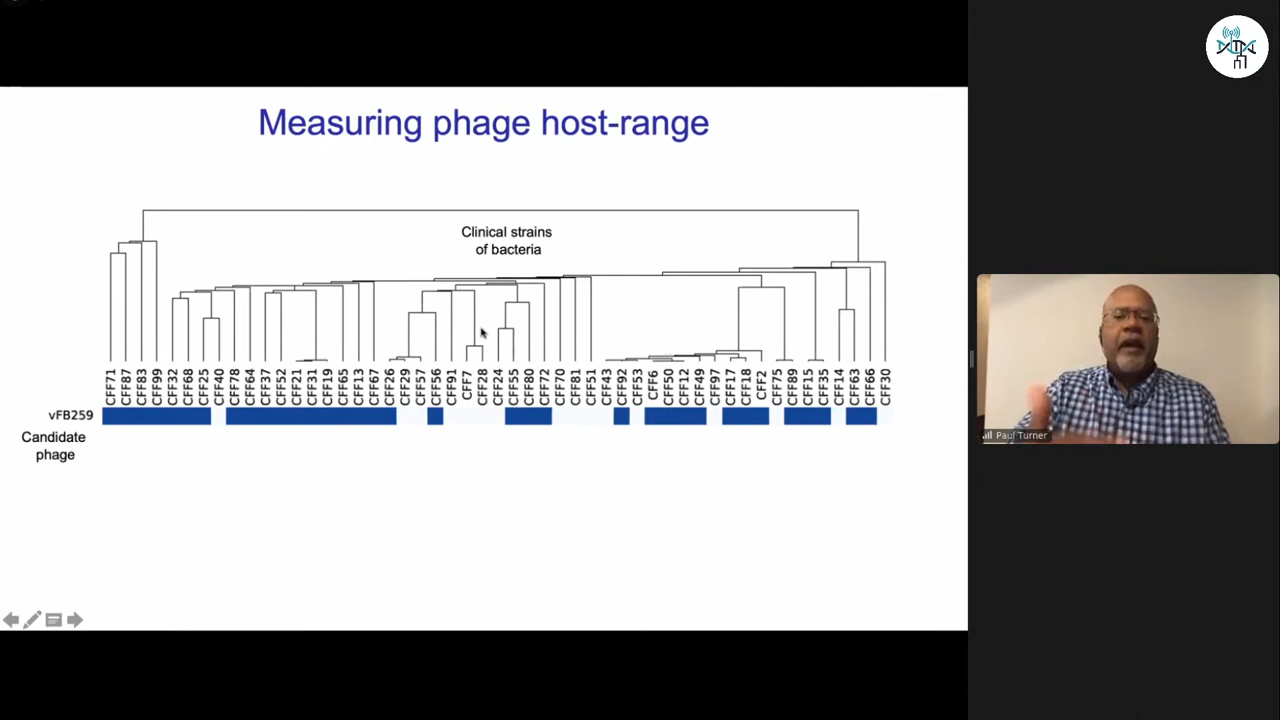 Measuring phage host-range
Clinical strains
of bacteria
CFF71
CFF87
CFF83
CFF99
CFF32
CFF68
CFF25
CFF40
CFF78
CFF64
CFF37
CFF52
CFF21
CFF31
CFF19
CFF65
CFF13
CFF67
CFF26
CFF29
CFF57
CFF56
CFF91
CFF7
CFF28
CFF24
CFF55
CFF80
CFF72
CFF70
CFF81
CFF51
CFF43
CFF92
CFF53
CFF6
CFF50
CFF12
CFF97
CFF17
CFF18
CFF2
CFF75
CFF89
CFF15
CFF35
CFF14
CFF63
CFF66
CFF30
vFB259
Candidate
phage
Paul Turner